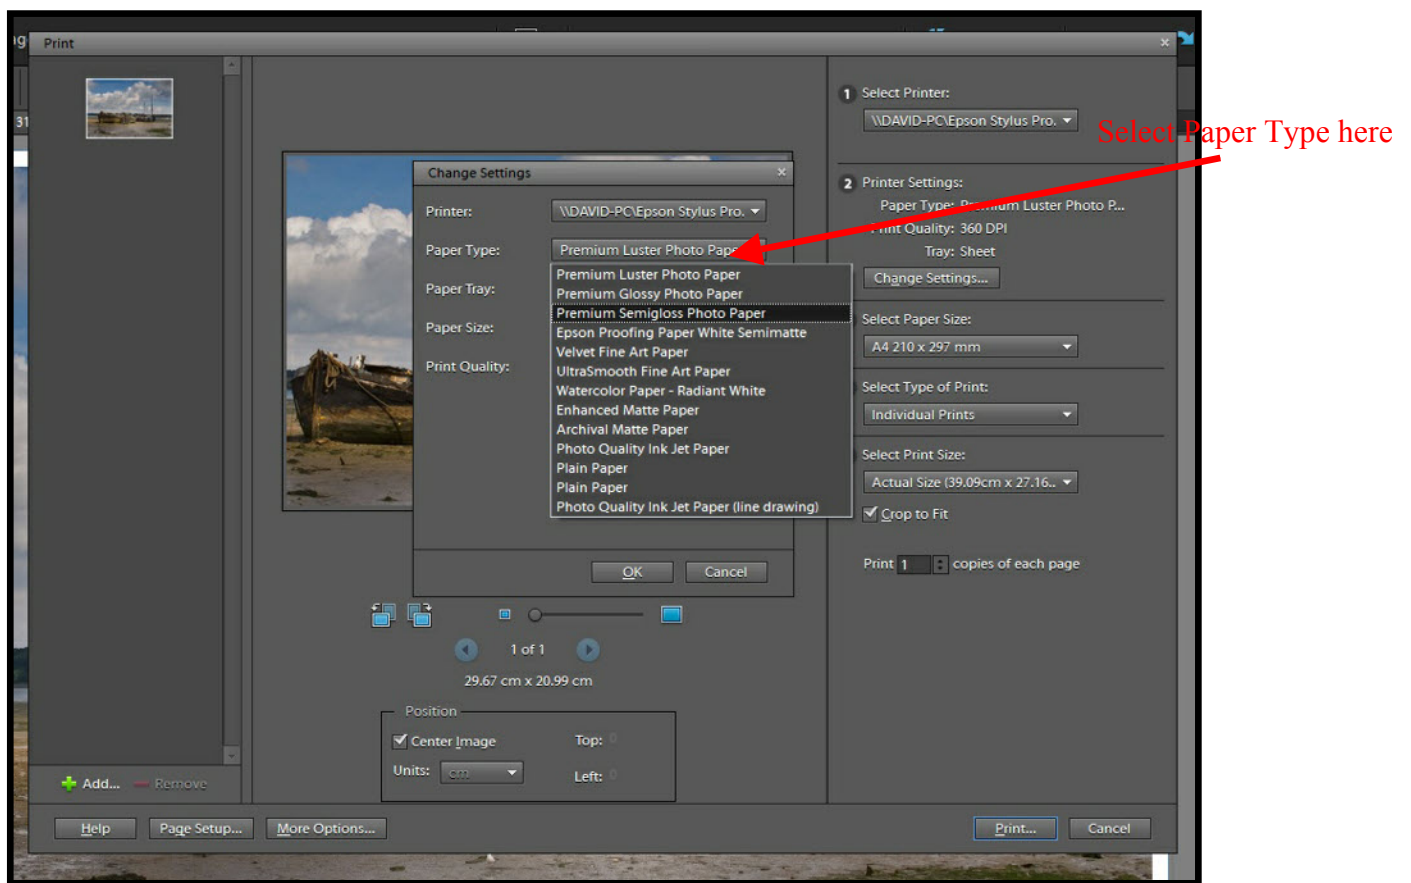 Print
Select Paper Type here
1 Select Printer:
\\DAVID-PC\Epson Stylus Pro.
2 Printer Settings:
Paper Type: Premium Luster Photo P...
Print Quality: 360 DPI
Tray: Sheet
Change Settings...
Select Paper Size:
A4 210 x 297 mm
Select Type of Print:
Individual Prints
Select Print Size:
Actual Size (39.09cm x 27.16..
Crop to Fit
Print 1 copies of each page
Change Settings
Printer: \\DAVID-PC\Epson Stylus Pro.
Paper Type: Premium Luster Photo Pape
Paper Tray:
Paper Size:
Print Quality:
Premium Luster Photo Paper
Premium Glossy Photo Paper
Premium Semigloss Photo Paper
Epson Proofing Paper White Semimatte
Velvet Fine Art Paper
UltraSmooth Fine Art Paper
Watercolor Paper - Radiant White
Enhanced Matte Paper
Archival Matte Paper
Photo Quality Ink Jet Paper
Plain Paper
Plain Paper
Photo Quality Ink Jet Paper (line drawing)
OK Cancel
1 of 1
29.67 cm x 20.99 cm
Position
Center Image Top: 0
Units: cm Left: 0
Add... Remove
Help Page Setup... More Options... Print... Cancel